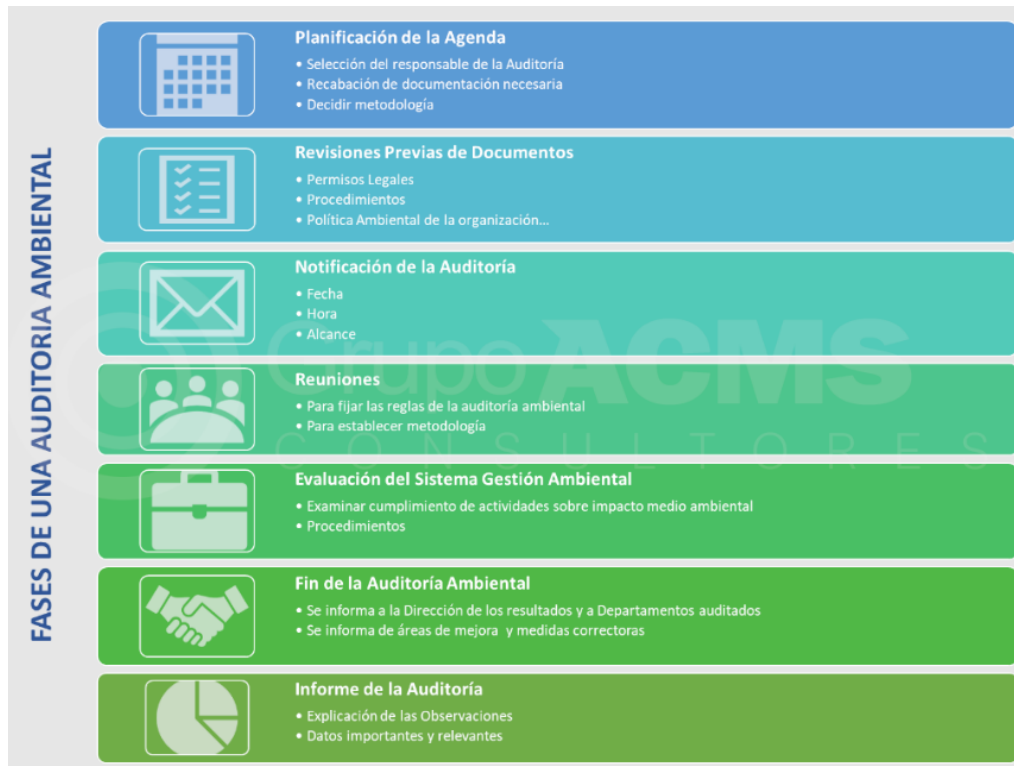 FASES DE UNA AUDITORIA AMBIENTAL
Planificación de la Agenda
• Selección del responsable de la Auditoría
• Recabación de documentación necesaria
• Decidir metodología
Revisiones Previas de Documentos
• Permisos Legales
• Procedimientos
• Política Ambiental de la organización...
Notificación de la Auditoría
• Fecha
• Hora
• Alcance
Reuniones
• Para fijar las reglas de la auditoría ambiental
• Para establecer metodología
Evaluación del Sistema Gestión Ambiental
• Examinar cumplimiento de actividades sobre impacto medio ambiental
• Procedimientos
Fin de la Auditoría Ambiental
• Se informa a la Dirección de los resultados y a Departamentos auditados
• Se informa de áreas de mejora y medidas correctoras
Informe de la Auditoría
• Explicación de las Observaciones
• Datos importantes y relevantes
Grupo ACMS
CONSULTORES